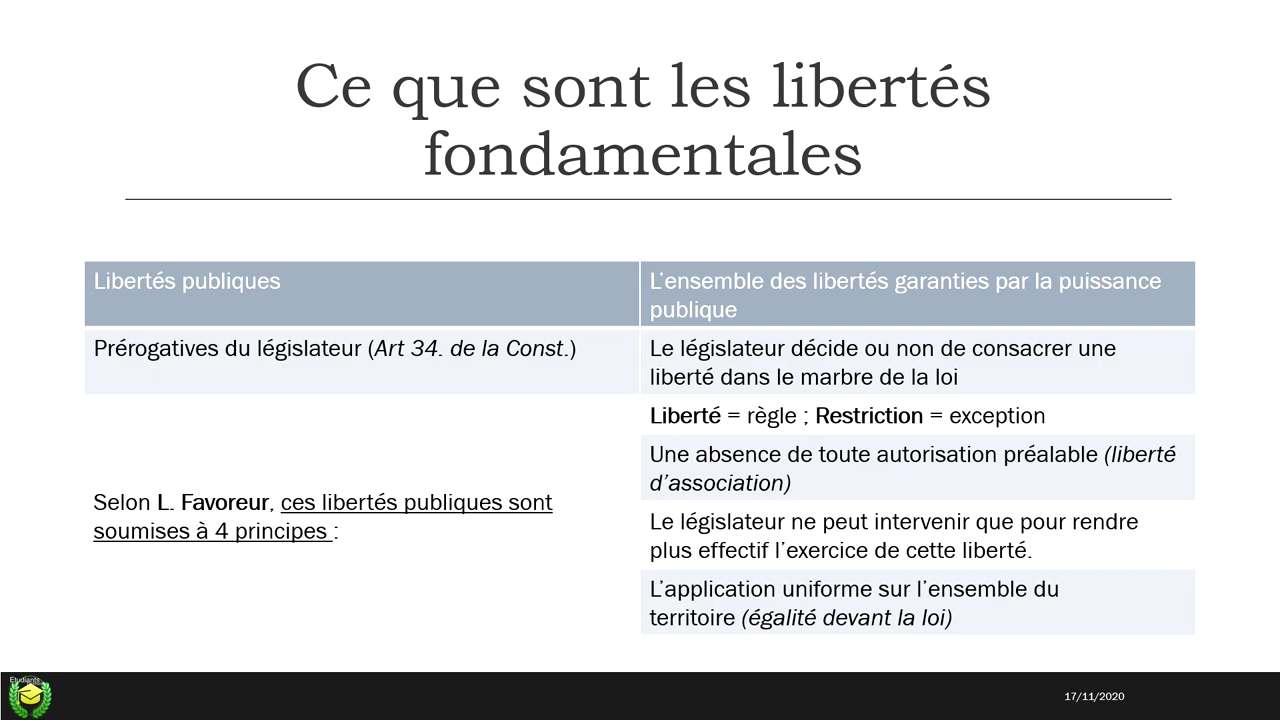 Ce que sont les libertés
fondamentales
Libertés publiques
L’ensemble des libertés garanties par la puissance
publique
Prérogatives du législateur (Art 34. de la Const.)
Le législateur décide ou non de consacrer une
liberté dans le marbre de la loi
Selon L. Favoreur, ces libertés publiques sont
soumises à 4 principes :
Liberté = règle ; Restriction = exception
Une absence de toute autorisation préalable (liberté
d’association)
Le législateur ne peut intervenir que pour rendre
plus effectif l’exercice de cette liberté.
L’application uniforme sur l’ensemble du
territoire (égalité devant la loi)
Etudiants
17/11/2020